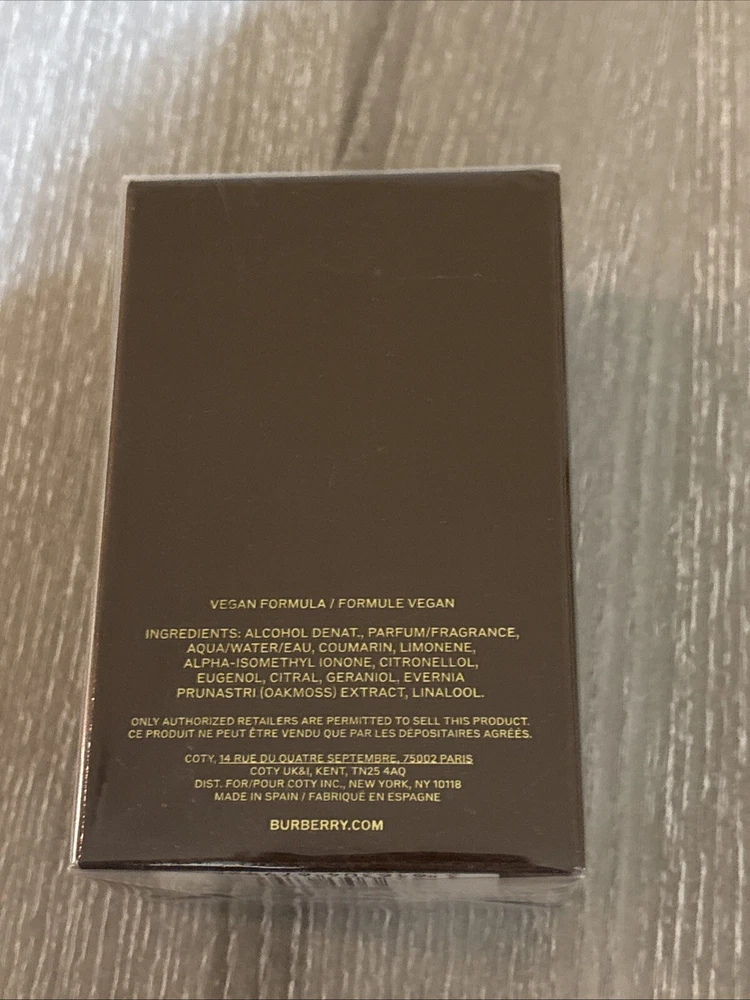 VEGAN FORMULA / FORMULE VEGAN
INGREDIENTS: ALCOHOL DENAT., PARFUM/FRAGRANCE,
AQUA/WATER/EAU, COUMARIN, LIMONENE,
ALPHA-ISOMETHYL IONONE, CITRONELLOL,
EUGENOL, CITRAL, GERANIOL, EVERNIA
PRUNASTRI (OAKMOSS) EXTRACT, LINALOOL.
ONLY AUTHORIZED RETAILERS ARE PERMITTED TO SELL THIS PRODUCT.
CE PRODUIT NE PEUT ÊTRE VENDU QUE PAR LES DÉPOSITAIRES AGRÉÉS.
COTY, 14 RUE DU QUATRE SEPTEMBRE, 75002 PARIS
COTY UK&I, KENT, TN25 4AQ
DIST. FOR/POUR COTY INC., NEW YORK, NY 10118
MADE IN SPAIN / FABRIQUÉ EN ESPAGNE
BURBERRY.COM